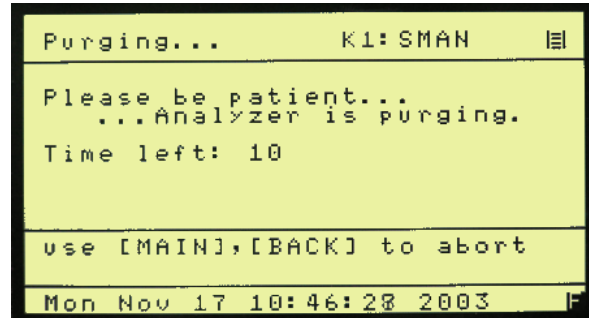 Purging... K1: SMAN
Please be patient...
...Analyzer is purging.
Time left: 10
use [MAIN],[BACK] to abort
Mon Nov 17 10:46:28 2003